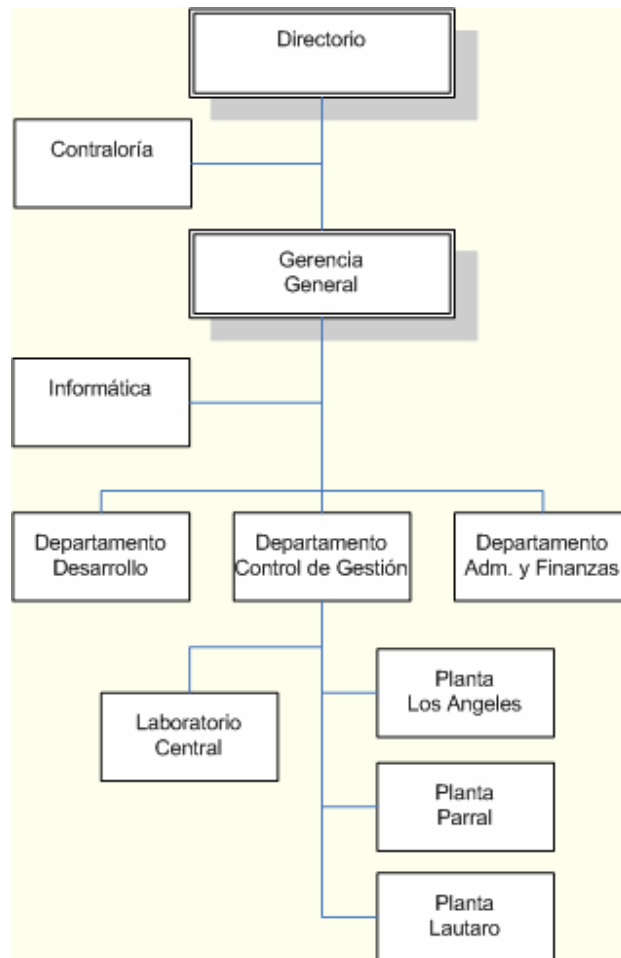 Directorio
Contraloría
Gerencia
General
Informática
Departamento
Desarrollo
Departamento
Control de Gestión
Departamento
Adm. y Finanzas
Laboratorio
Central
Planta
Los Angeles
Planta
Parral
Planta
Lautaro